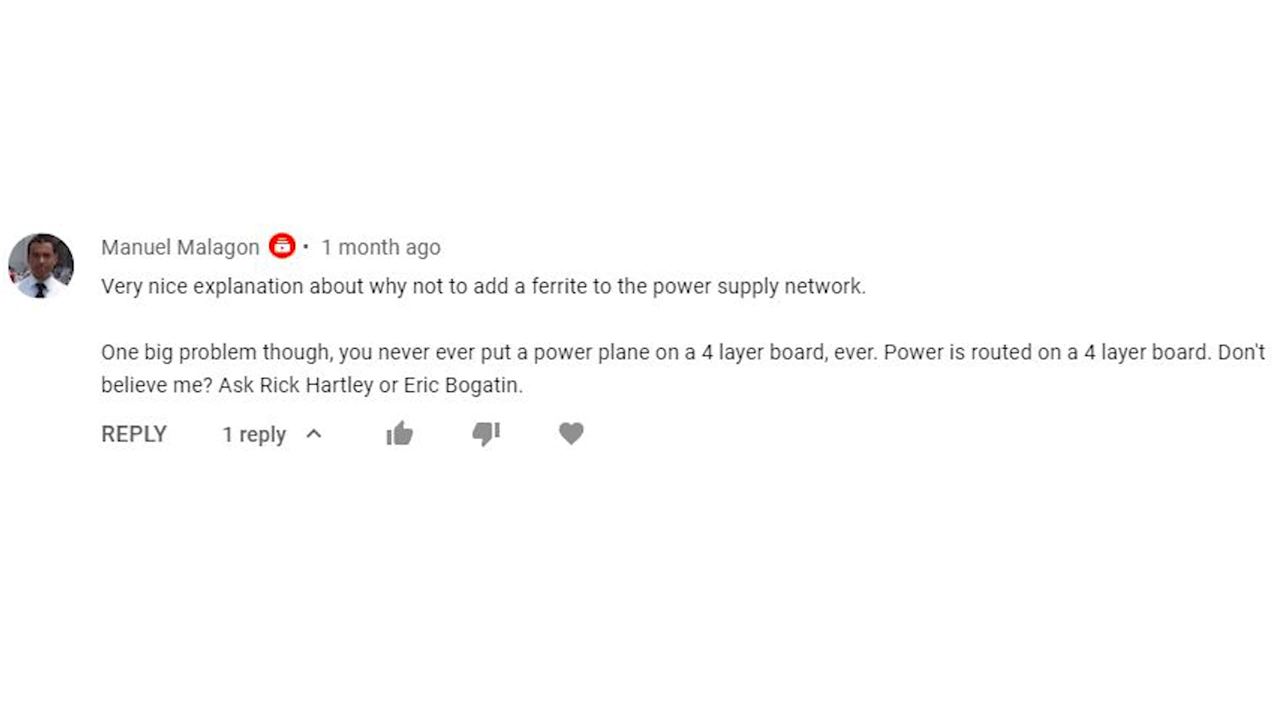 Manuel Malagon • 1 month ago
Very nice explanation about why not to add a ferrite to the power supply network.
One big problem though, you never ever put a power plane on a 4 layer board, ever. Power is routed on a 4 layer board. Don't
believe me? Ask Rick Hartley or Eric Bogatin.
REPLY 1 reply